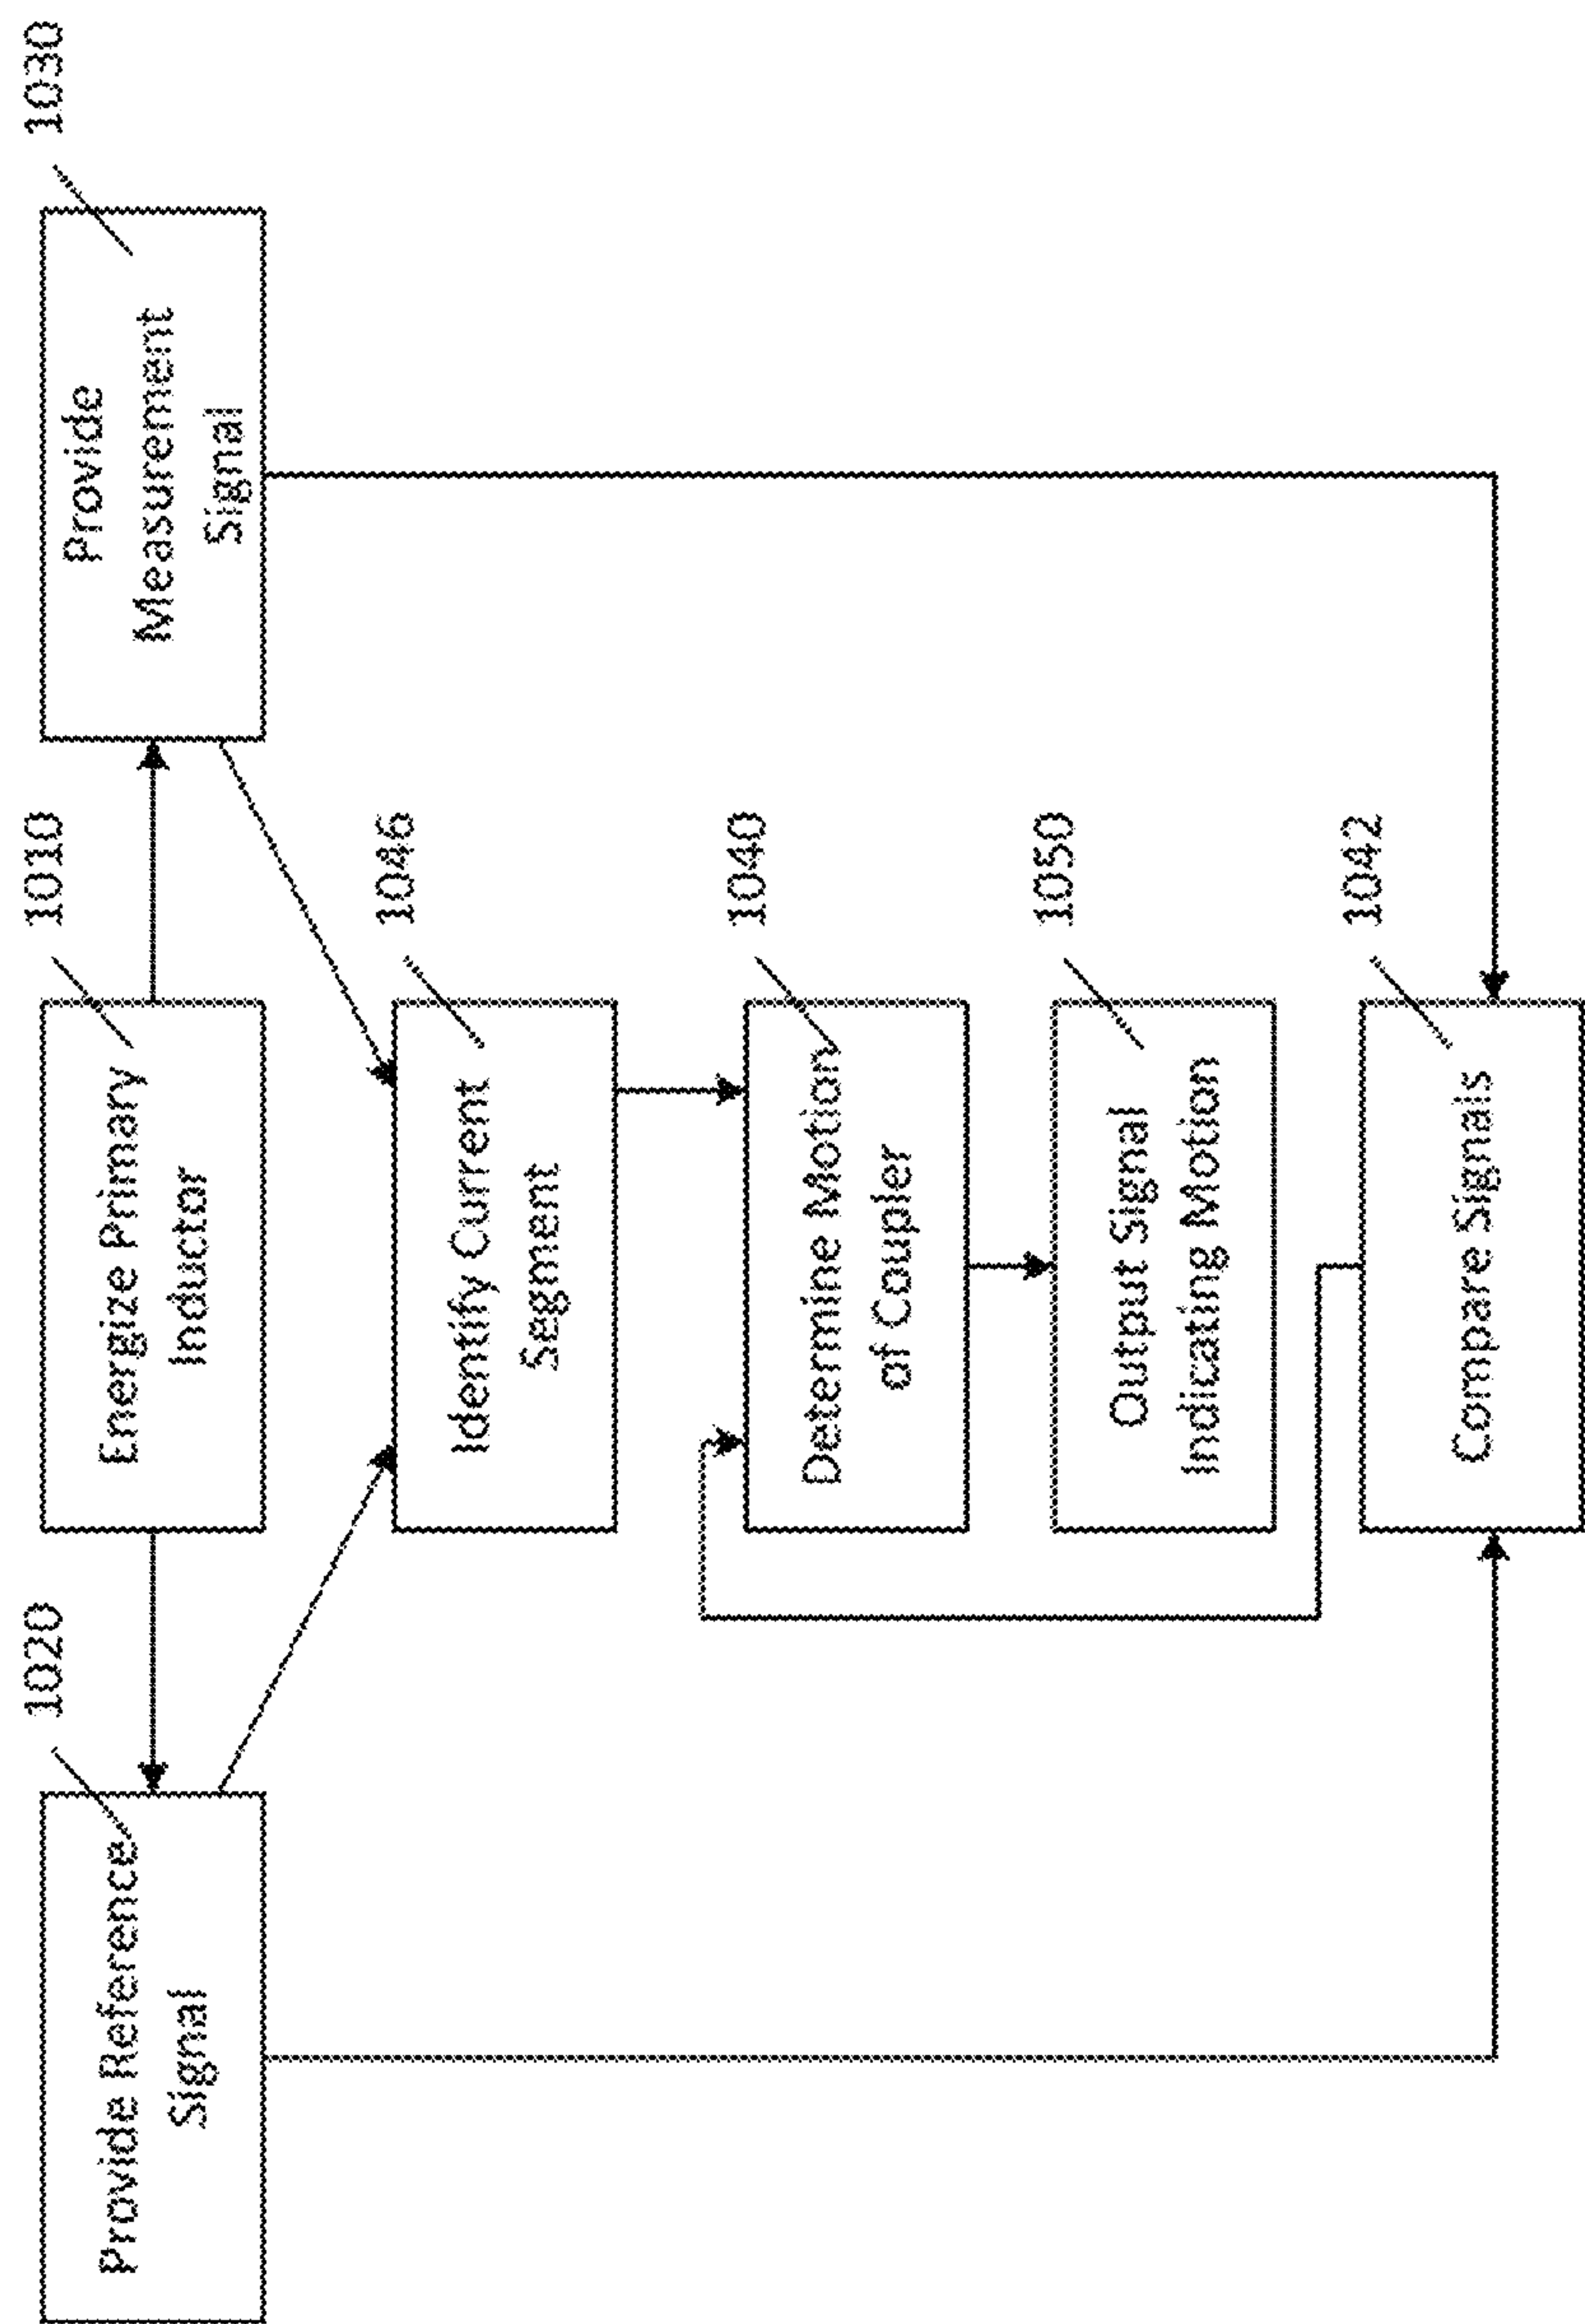 1020
1010
1030
Provide Reference
Signal
Energize Primary
Inductor
Provide
Measurement
Signal
1046
Identify Current
Segment
1040
Determine Motion
of Coupler
1050
Output Signal
Indicating Motion
1042
Compare Signals